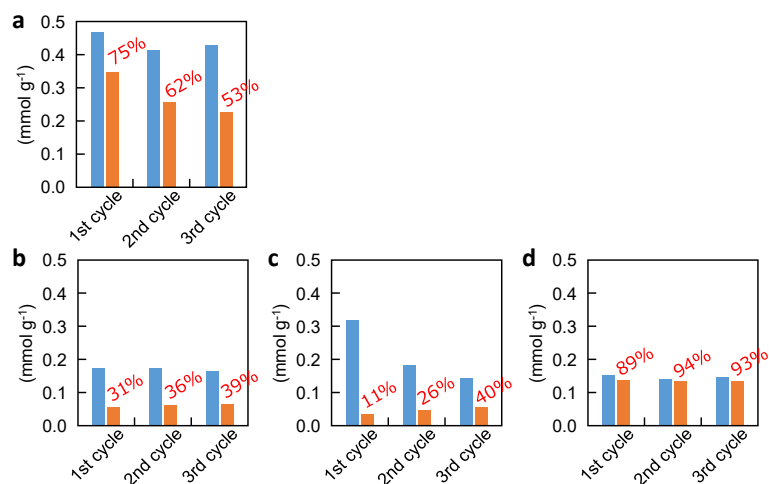 a
(mmol g⁻¹)
0.5
0.4
0.3
0.2
0.1
0.0
75%
62%
53%
1st cycle
2nd cycle
3rd cycle
b
(mmol g⁻¹)
0.5
0.4
0.3
0.2
0.1
0.0
31%
36%
39%
1st cycle
2nd cycle
3rd cycle
c
(mmol g⁻¹)
0.5
0.4
0.3
0.2
0.1
0.0
11%
26%
40%
1st cycle
2nd cycle
3rd cycle
d
(mmol g⁻¹)
0.5
0.4
0.3
0.2
0.1
0.0
89%
94%
93%
1st cycle
2nd cycle
3rd cycle